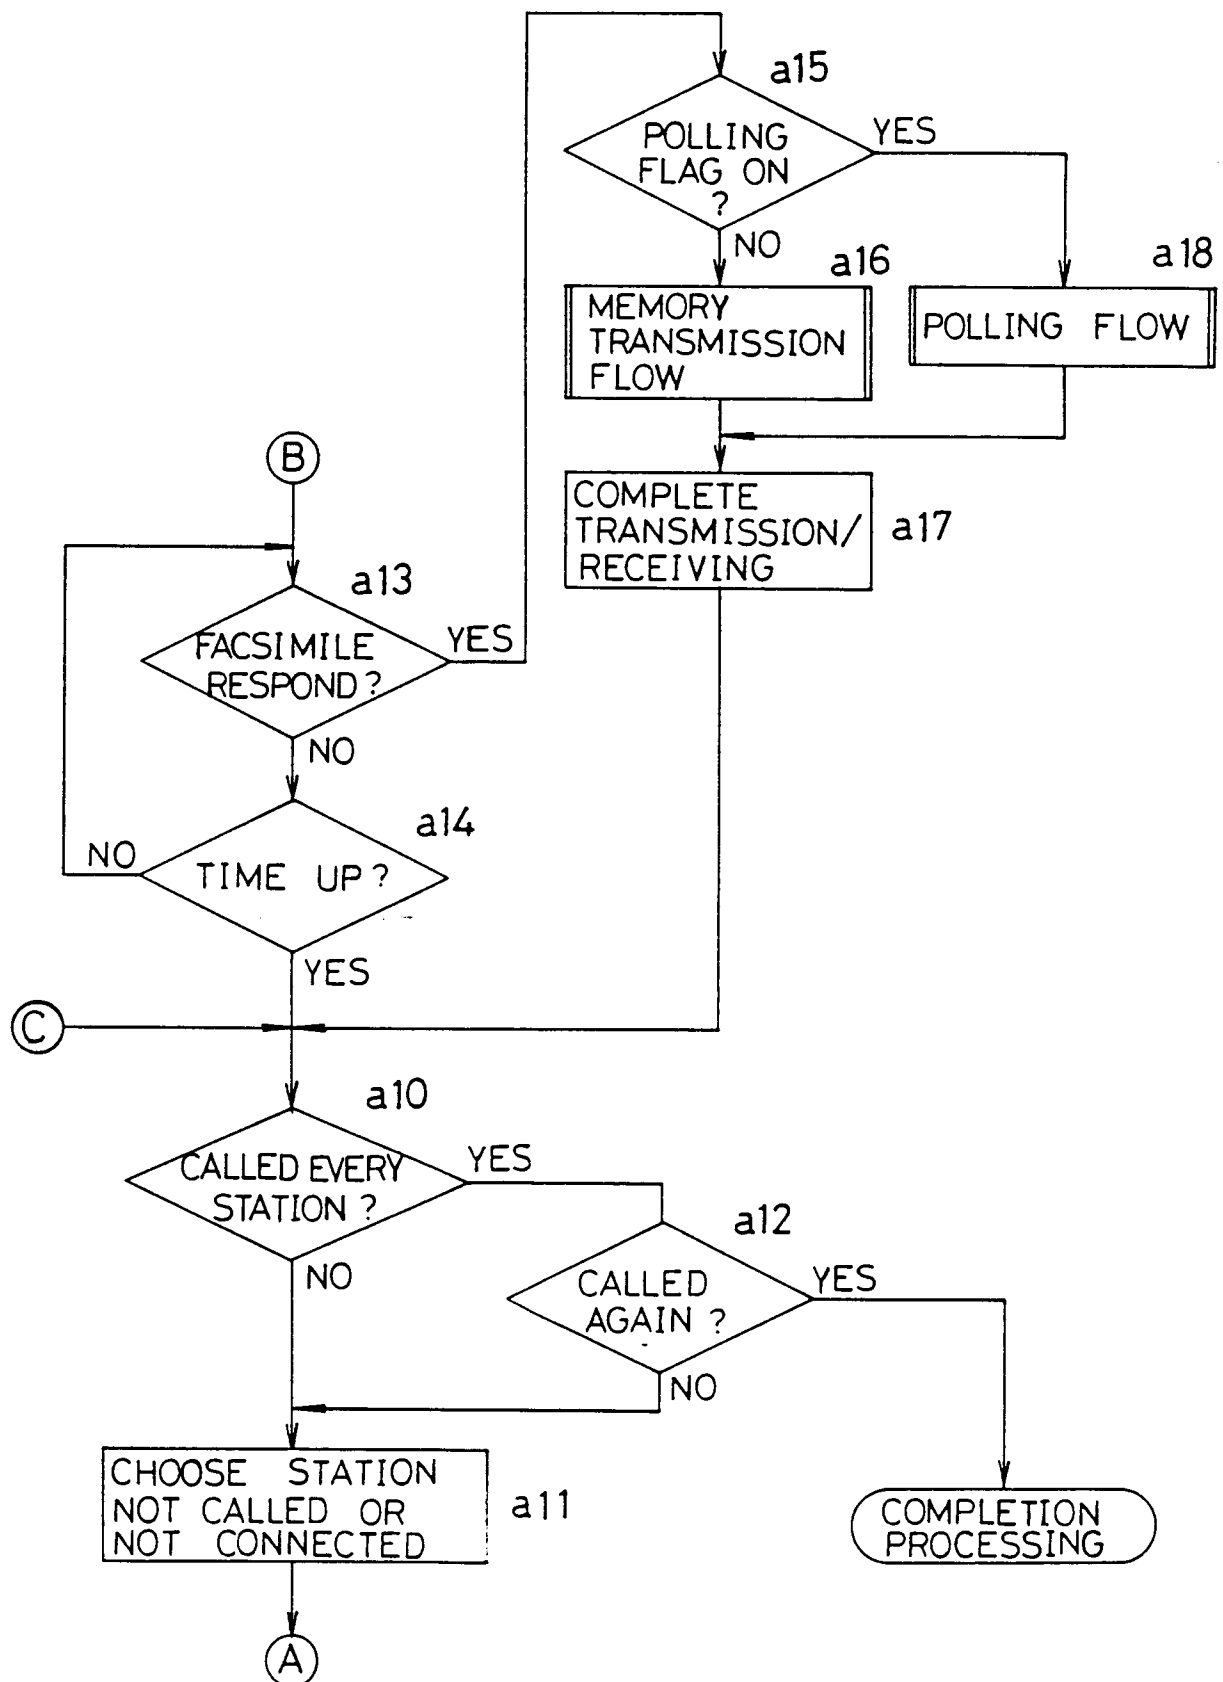 a15
POLLING
FLAG ON
?
YES
NO
a16
a18
MEMORY
TRANSMISSION
FLOW
POLLING FLOW
B
COMPLETE
TRANSMISSION/
RECEIVING
a17
a13
FACSIMILE
RESPOND?
YES
NO
a14
NO
TIME UP?
YES
C
a10
CALLED EVERY
STATION?
YES
NO
a12
CALLED
AGAIN?
YES
NO
CHOOSE STATION
NOT CALLED OR
NOT CONNECTED
a11
COMPLETION
PROCESSING
A